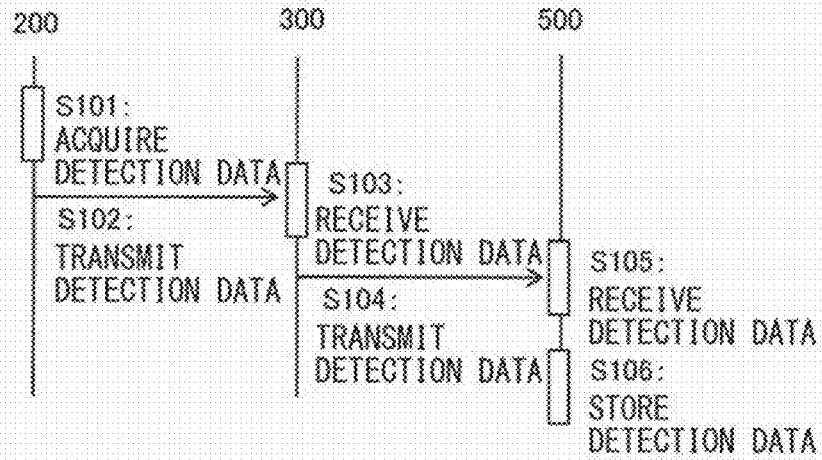 200
300
500
S101:
ACQUIRE
DETECTION DATA
S102:
TRANSMIT
DETECTION DATA
S103:
RECEIVE
DETECTION DATA
S104:
TRANSMIT
DETECTION DATA
S105:
RECEIVE
DETECTION DATA
S106:
STORE
DETECTION DATA